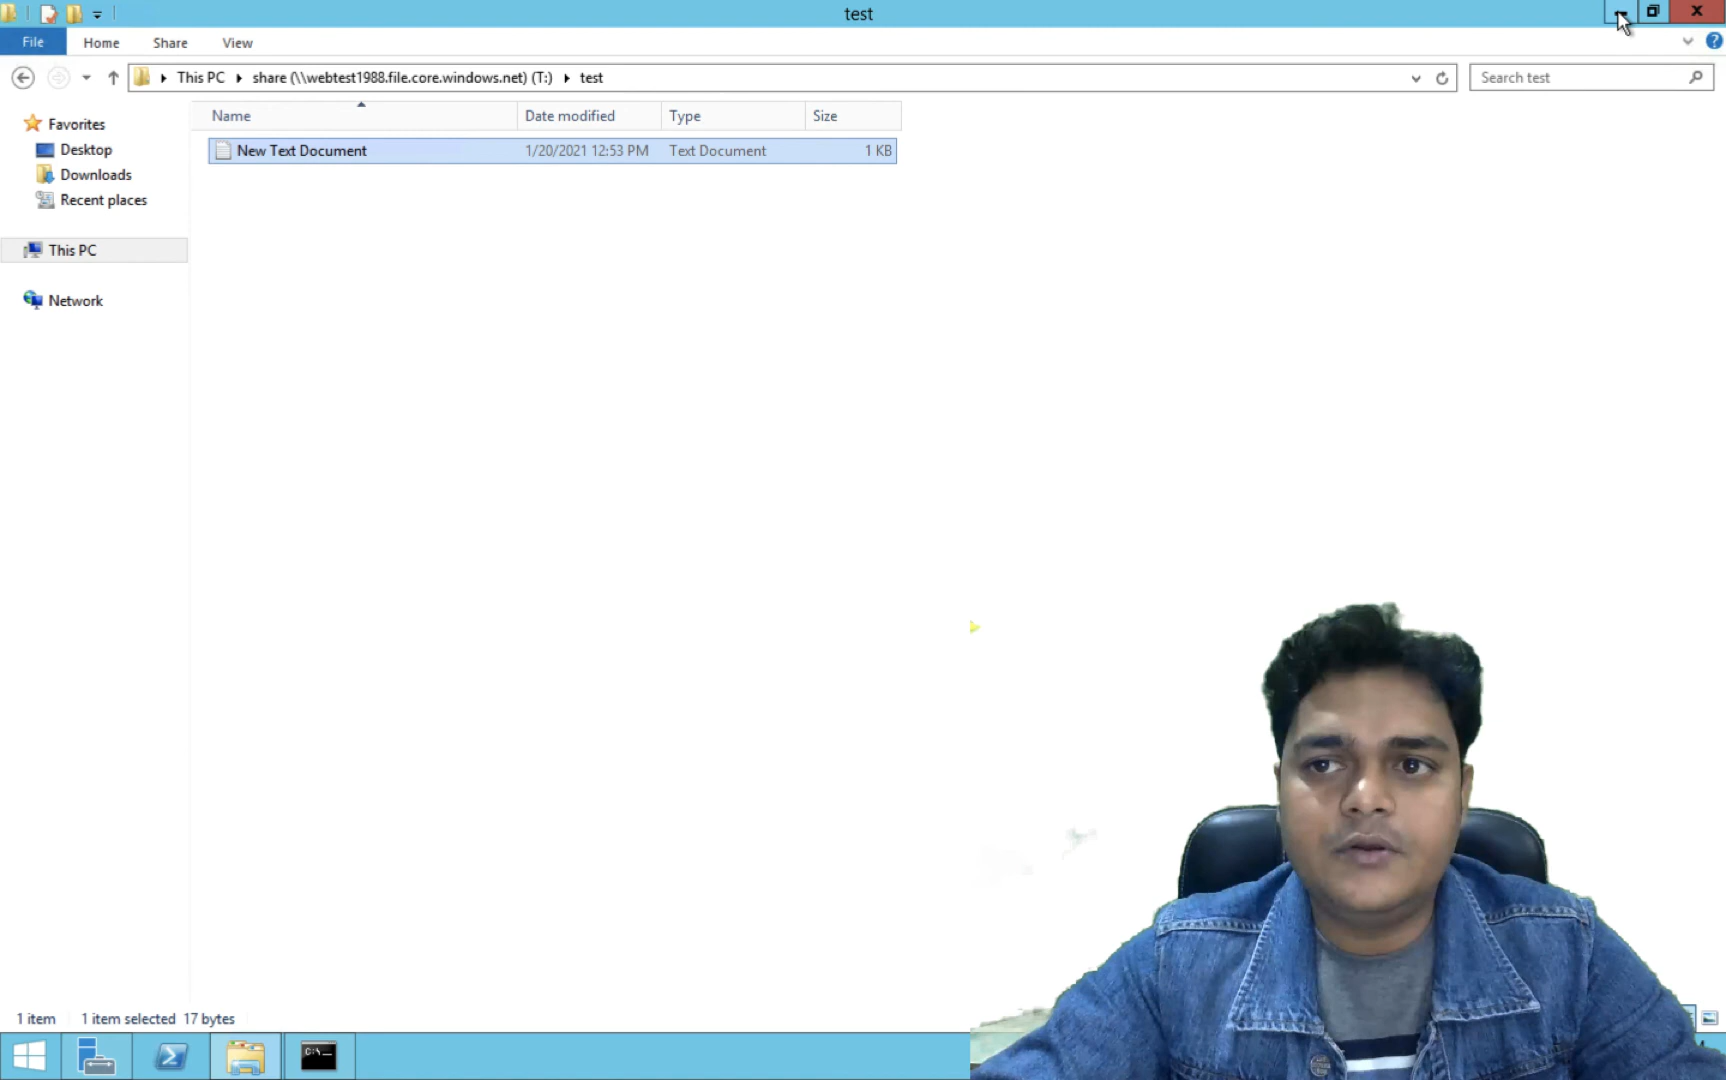 test
File Home Share View
This PC share (\\webtest1988.file.core.windows.net) (T:) test
Search test
Name Date modified Type Size
New Text Document 1/20/2021 12:53 PM Text Document 1 KB
Favorites
Desktop
Downloads
Recent places
This PC
Network
1 item 1 item selected 17 bytes
C:\_